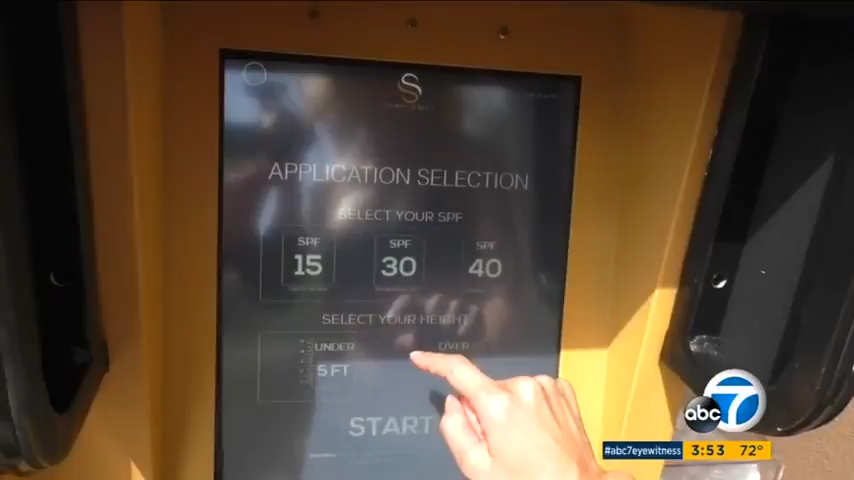 S
APPLICATION SELECTION
SELECT YOUR SPF
SPF SPF SPF
15 30 40
SELECT YOUR HEIGHT
UNDER OVER
5 FT
START
abc 7
#abc7eyewitness 3:53 72°